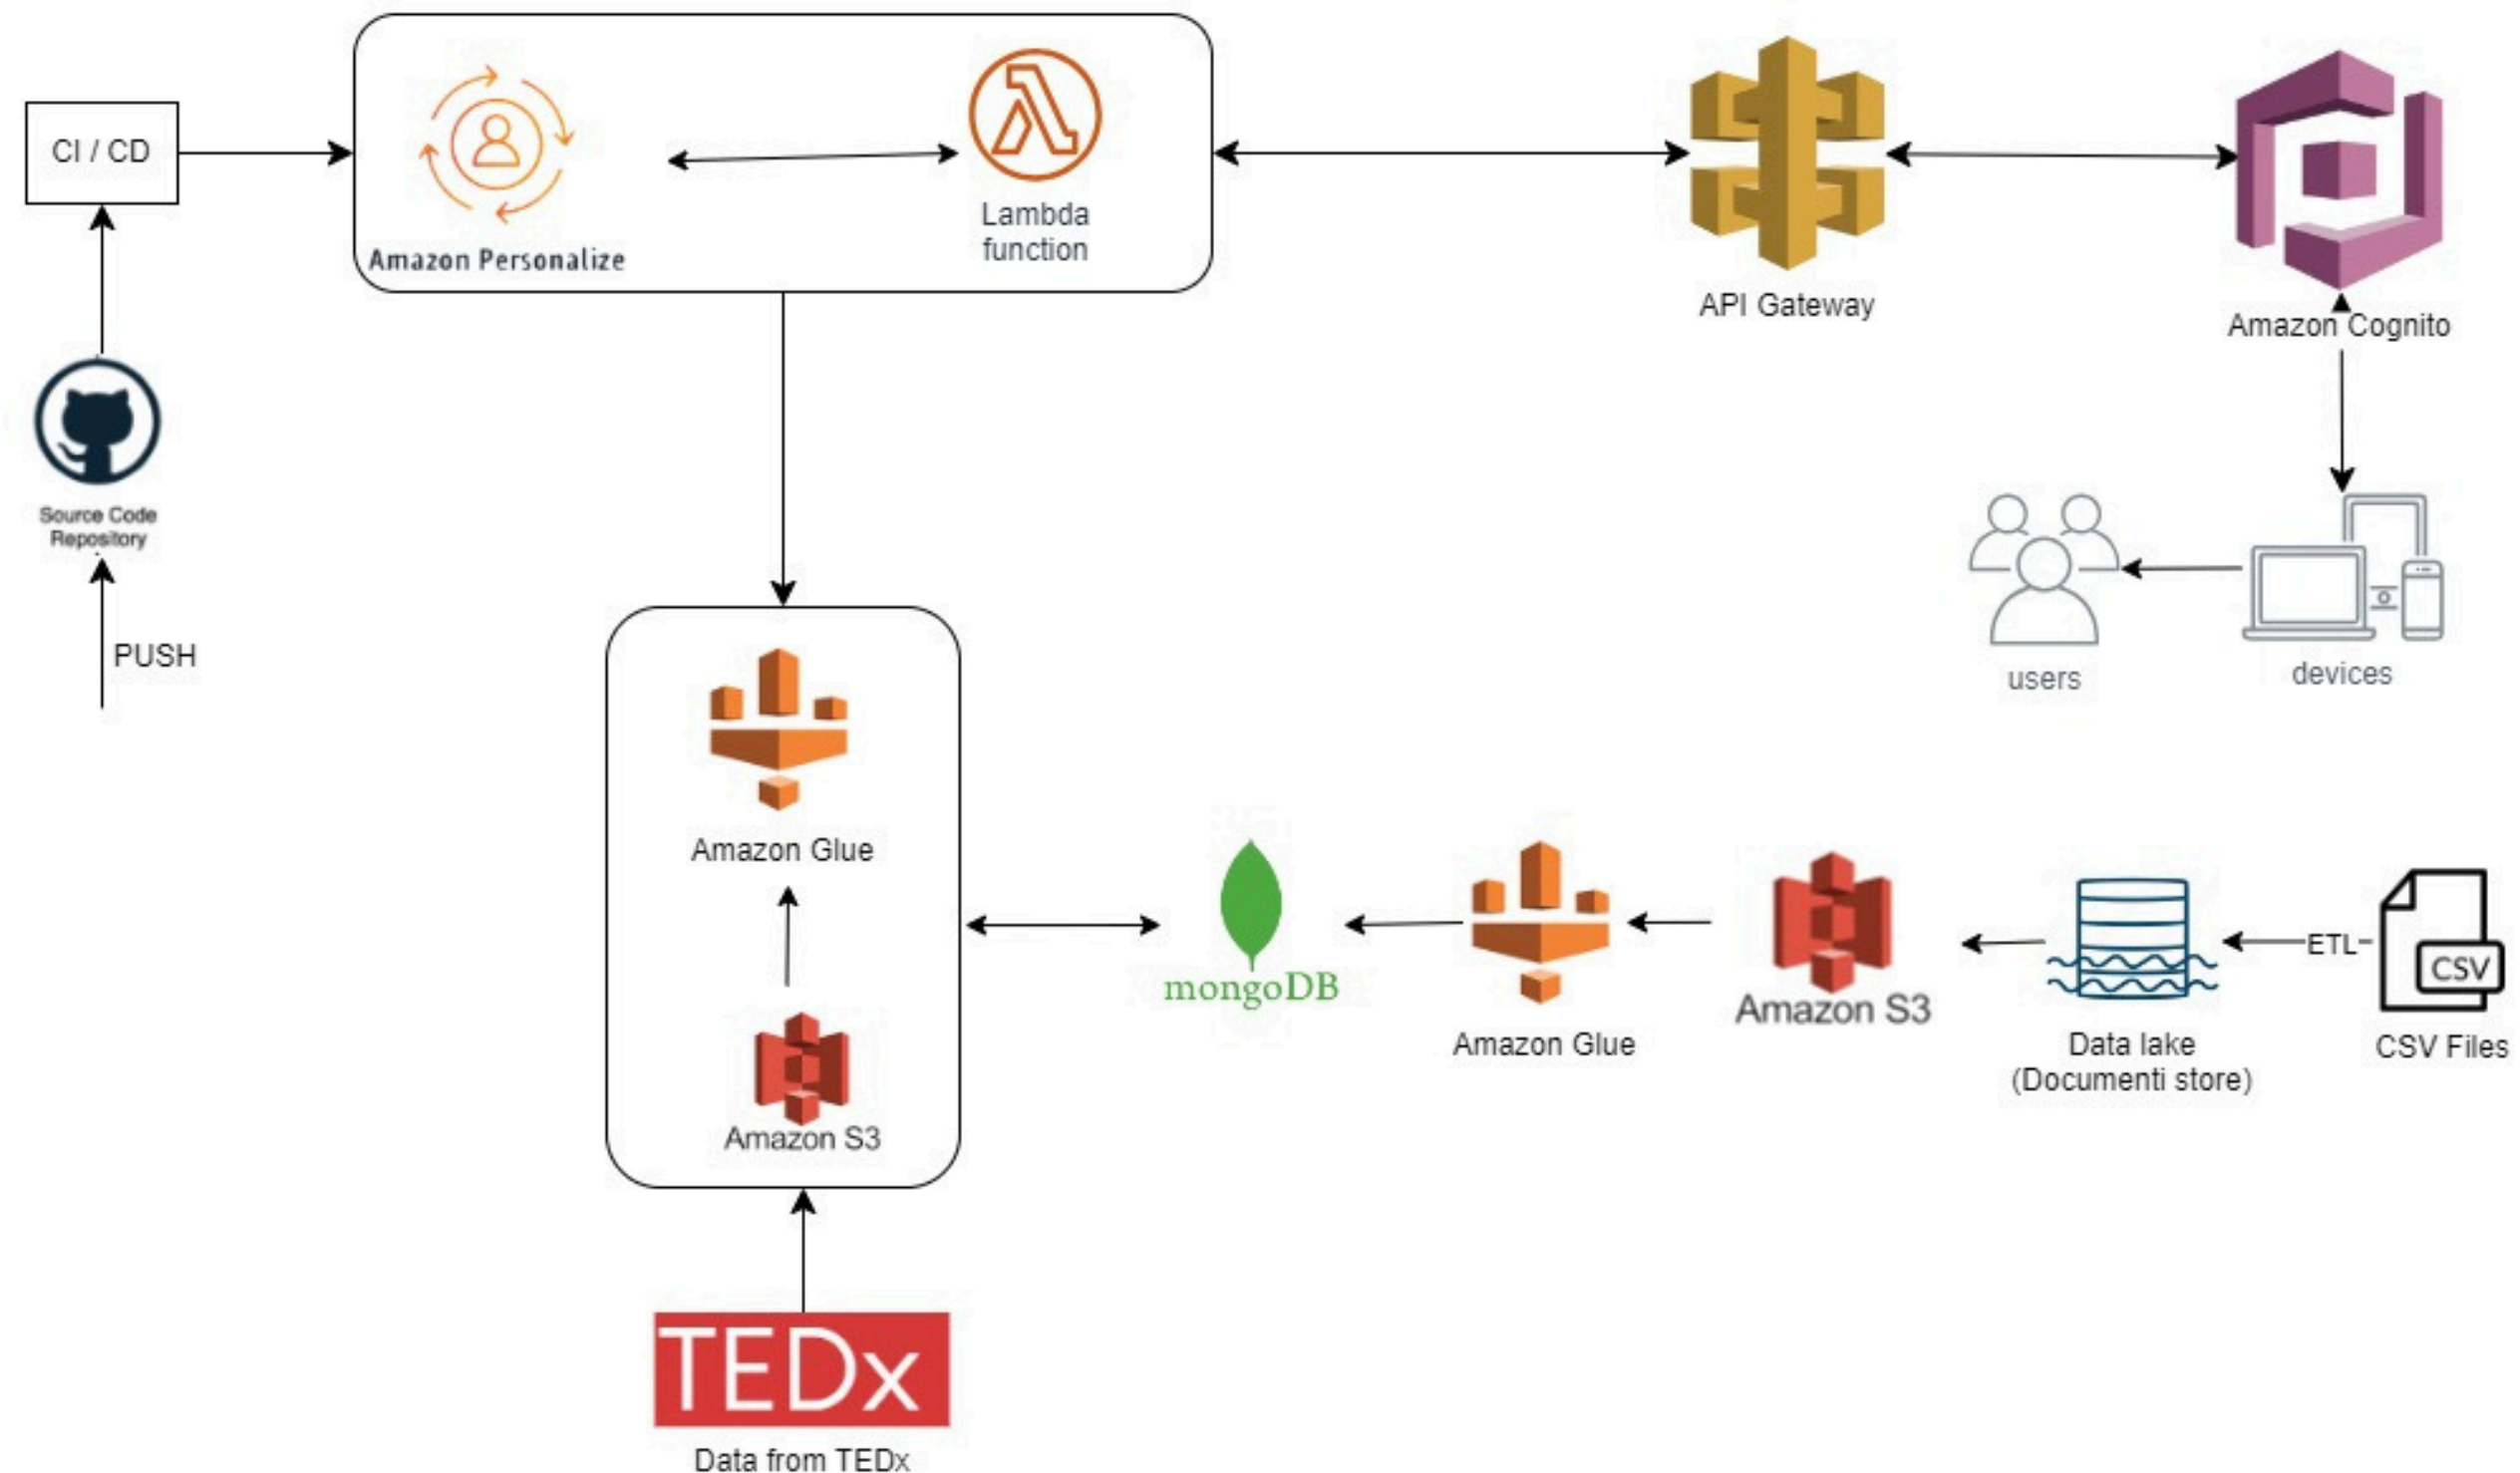 CI / CD
Amazon Personalize
Lambda
function
API Gateway
Amazon Cognito
Source Code
Repository
PUSH
users
devices
Amazon Glue
Amazon S3
mongoDB
Amazon Glue
Amazon S3
Data lake
(Documenti store)
ETL
CSV
CSV Files
TEDx
Data from TEDx